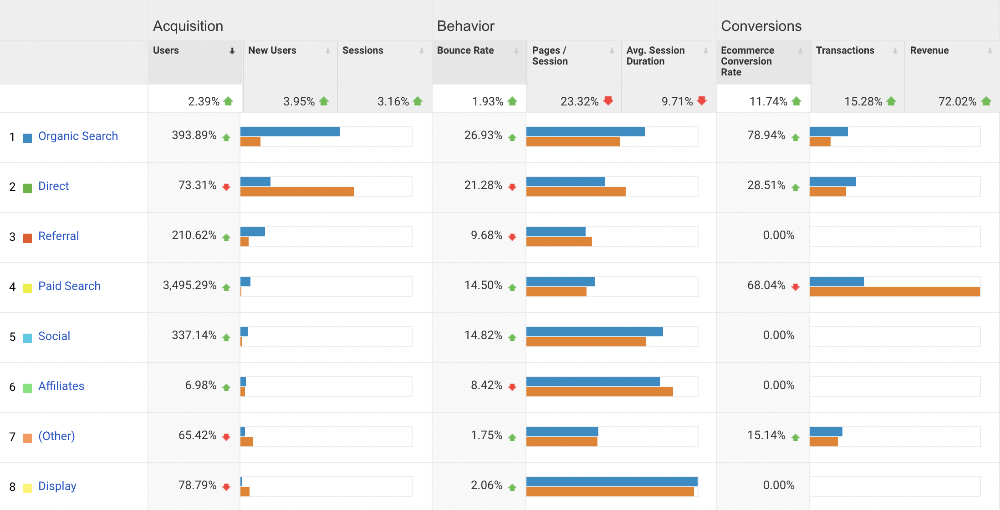 Acquisition Behavior Conversions
Users New Users Sessions Bounce Rate Pages / Avg. Session Ecommerce Transactions Revenue
Session Duration Conversion
Rate
2.39% 3.95% 3.16% 1.93% 23.32% 9.71% 11.74% 15.28% 72.02%
1 Organic Search 393.89% 26.93% 78.94%
2 Direct 73.31% 21.28% 28.51%
3 Referral 210.62% 9.68% 0.00%
4 Paid Search 3,495.29% 14.50% 68.04%
5 Social 337.14% 14.82% 0.00%
6 Affiliates 6.98% 8.42% 0.00%
7 (Other) 65.42% 1.75% 15.14%
8 Display 78.79% 2.06% 0.00%